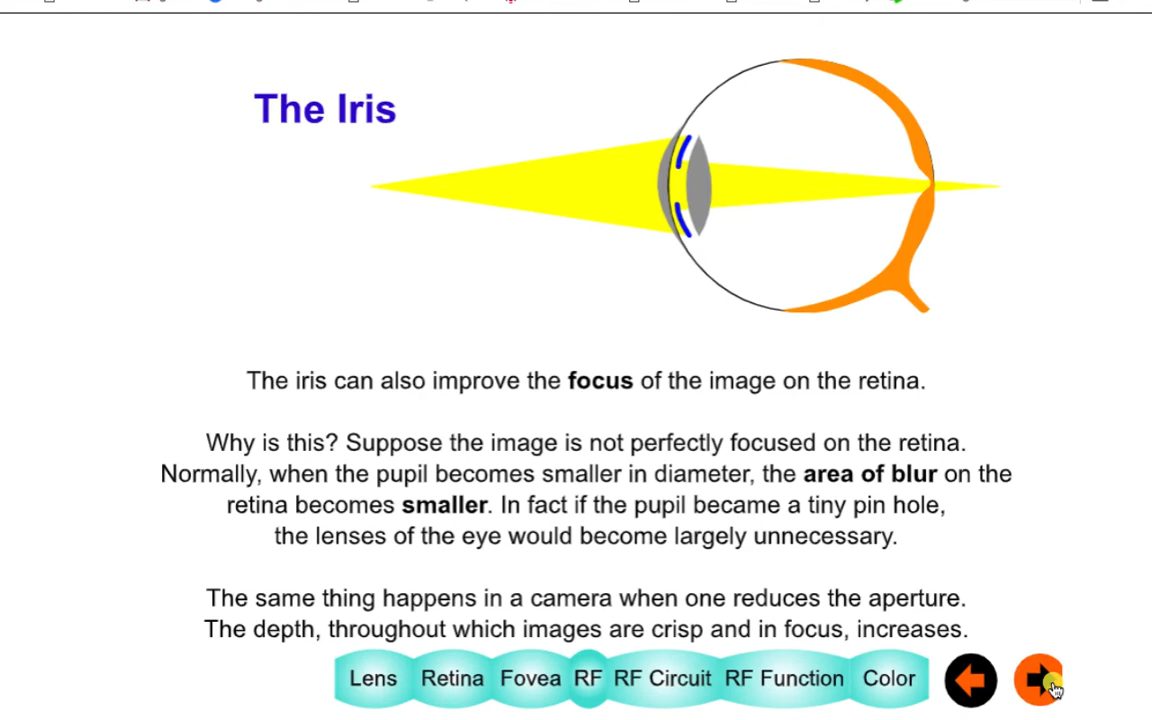 The Iris
The iris can also improve the focus of the image on the retina.
Why is this? Suppose the image is not perfectly focused on the retina.
Normally, when the pupil becomes smaller in diameter, the area of blur on the
retina becomes smaller. In fact if the pupil became a tiny pin hole,
the lenses of the eye would become largely unnecessary.
The same thing happens in a camera when one reduces the aperture.
The depth, throughout which images are crisp and in focus, increases.
Lens Retina Fovea RF RF Circuit RF Function Color